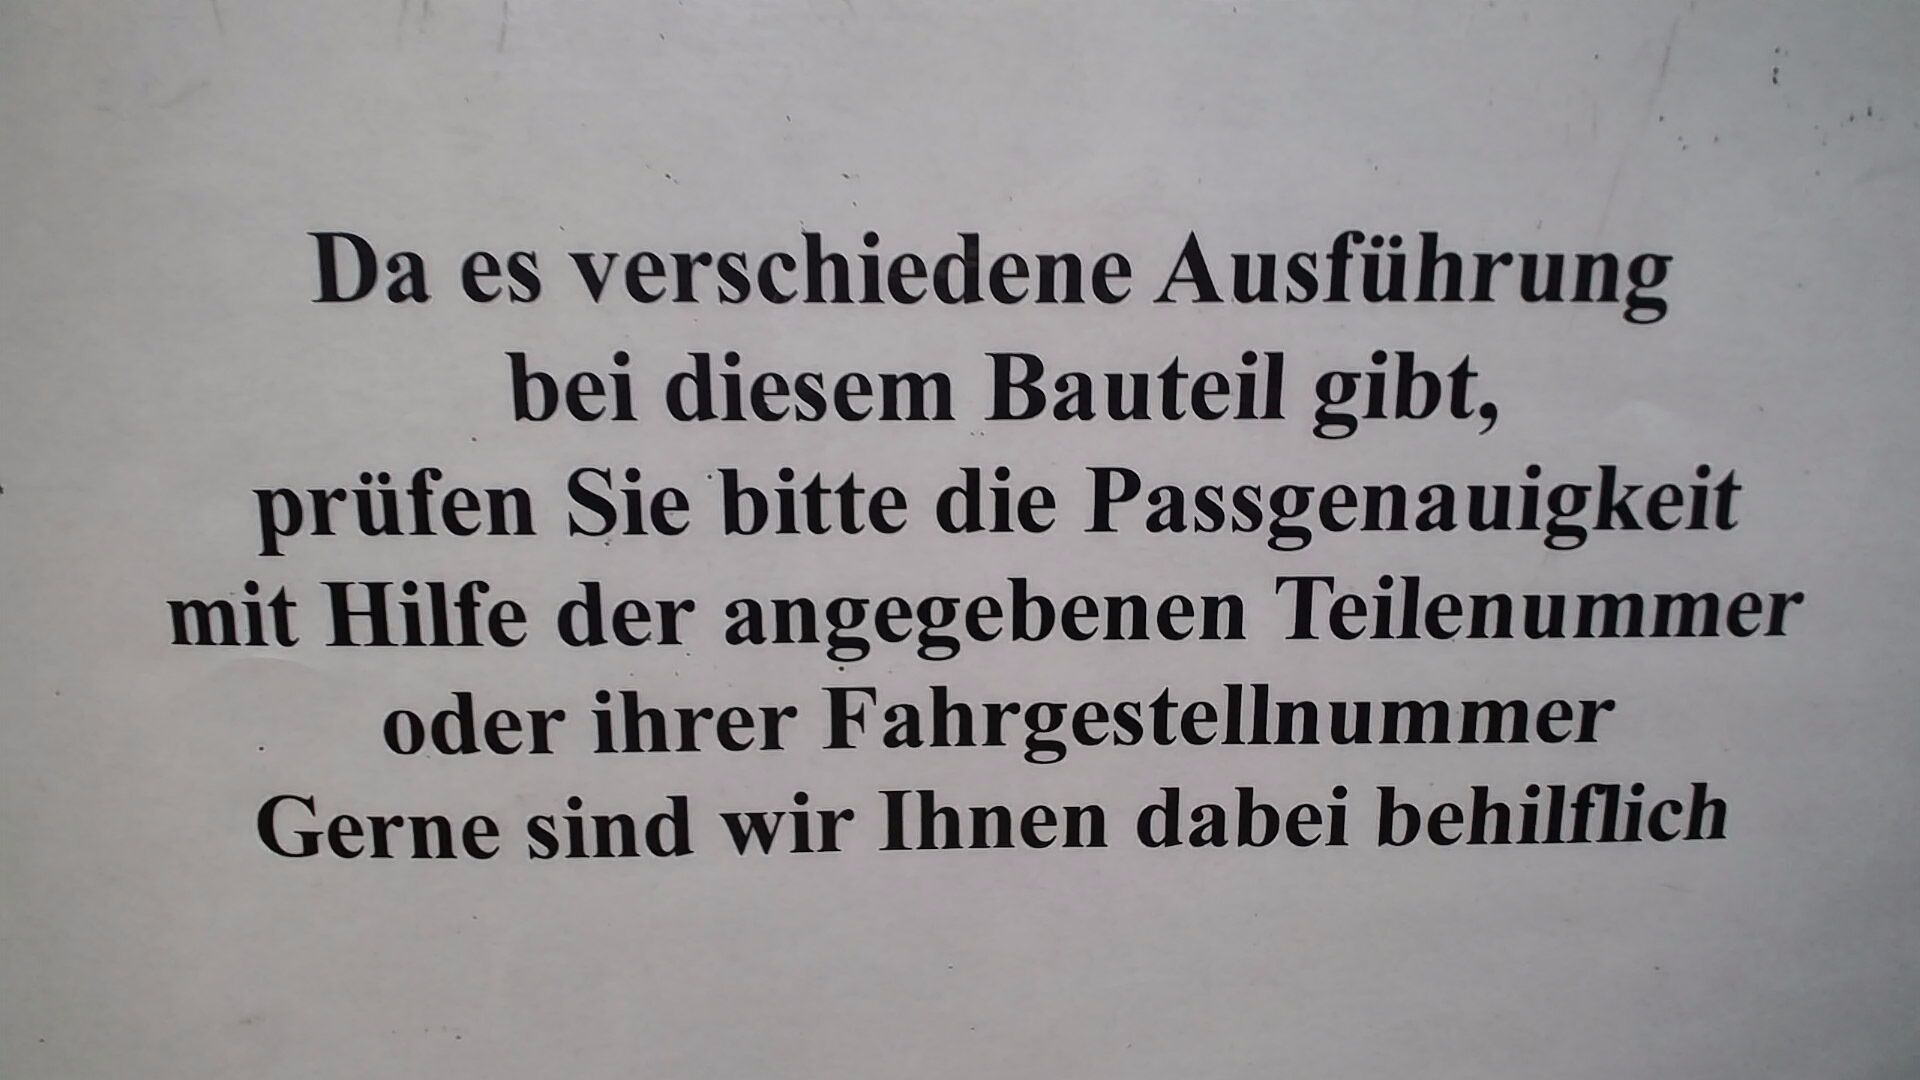 Da es verschiedene Ausführung
bei diesem Bauteil gibt,
prüfen Sie bitte die Passgenauigkeit
mit Hilfe der angegebenen Teilenummer
oder ihrer Fahrgestellnummer
Gerne sind wir Ihnen dabei behilflich